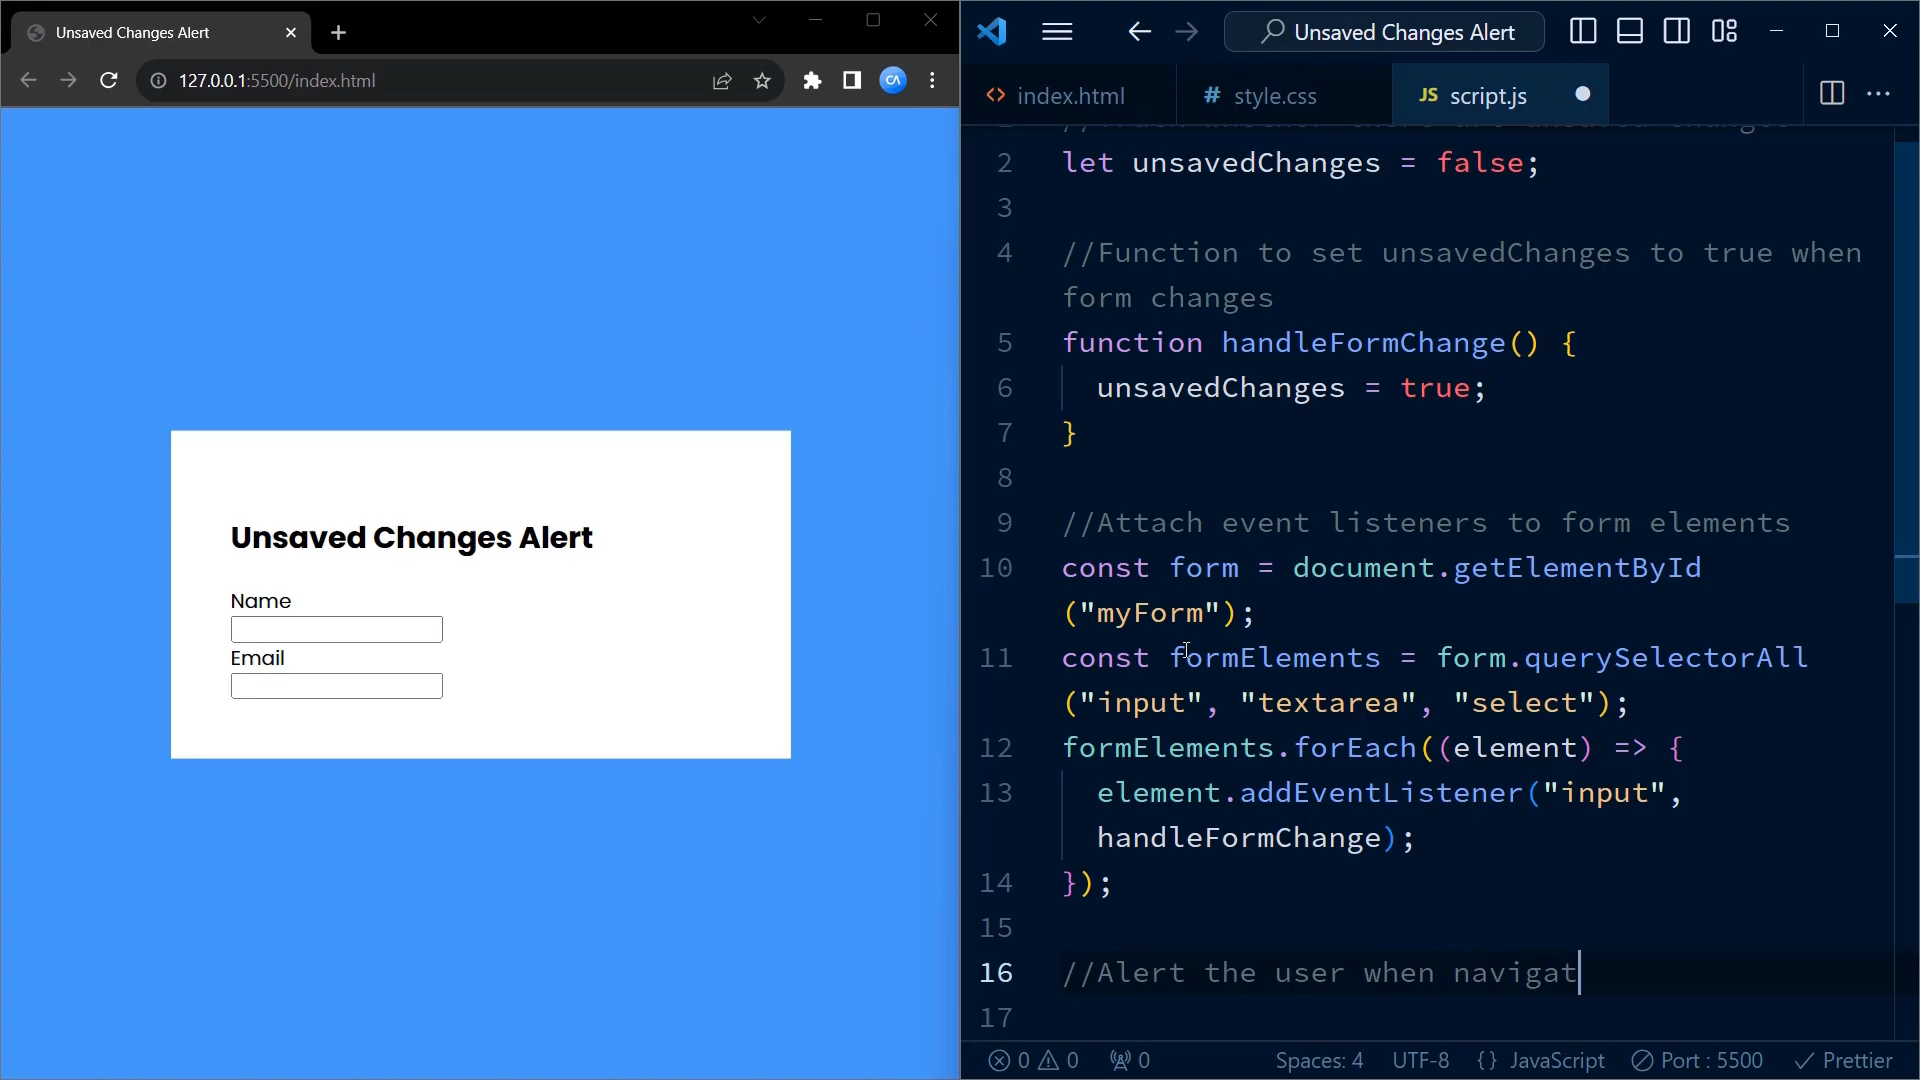 Unsaved Changes Alert
127.0.0.1:5500/index.html
CA
Unsaved Changes Alert
Name
Email
Unsaved Changes Alert
<> index.html
# style.css
JS script.js
2 let unsavedChanges = false;
3
4 //Function to set unsavedChanges to true when
form changes
5 function handleFormChange() {
6 unsavedChanges = true;
7 }
8
9 //Attach event listeners to form elements
10 const form = document.getElementById
("myForm");
11 const formElements = form.querySelectorAll
("input", "textarea", "select");
12 formElements.forEach((element) => {
13 element.addEventListener("input",
handleFormChange);
14 });
15
16 //Alert the user when navigat
17
0 0 0 Spaces: 4 UTF-8 {} JavaScript Port : 5500 Prettier